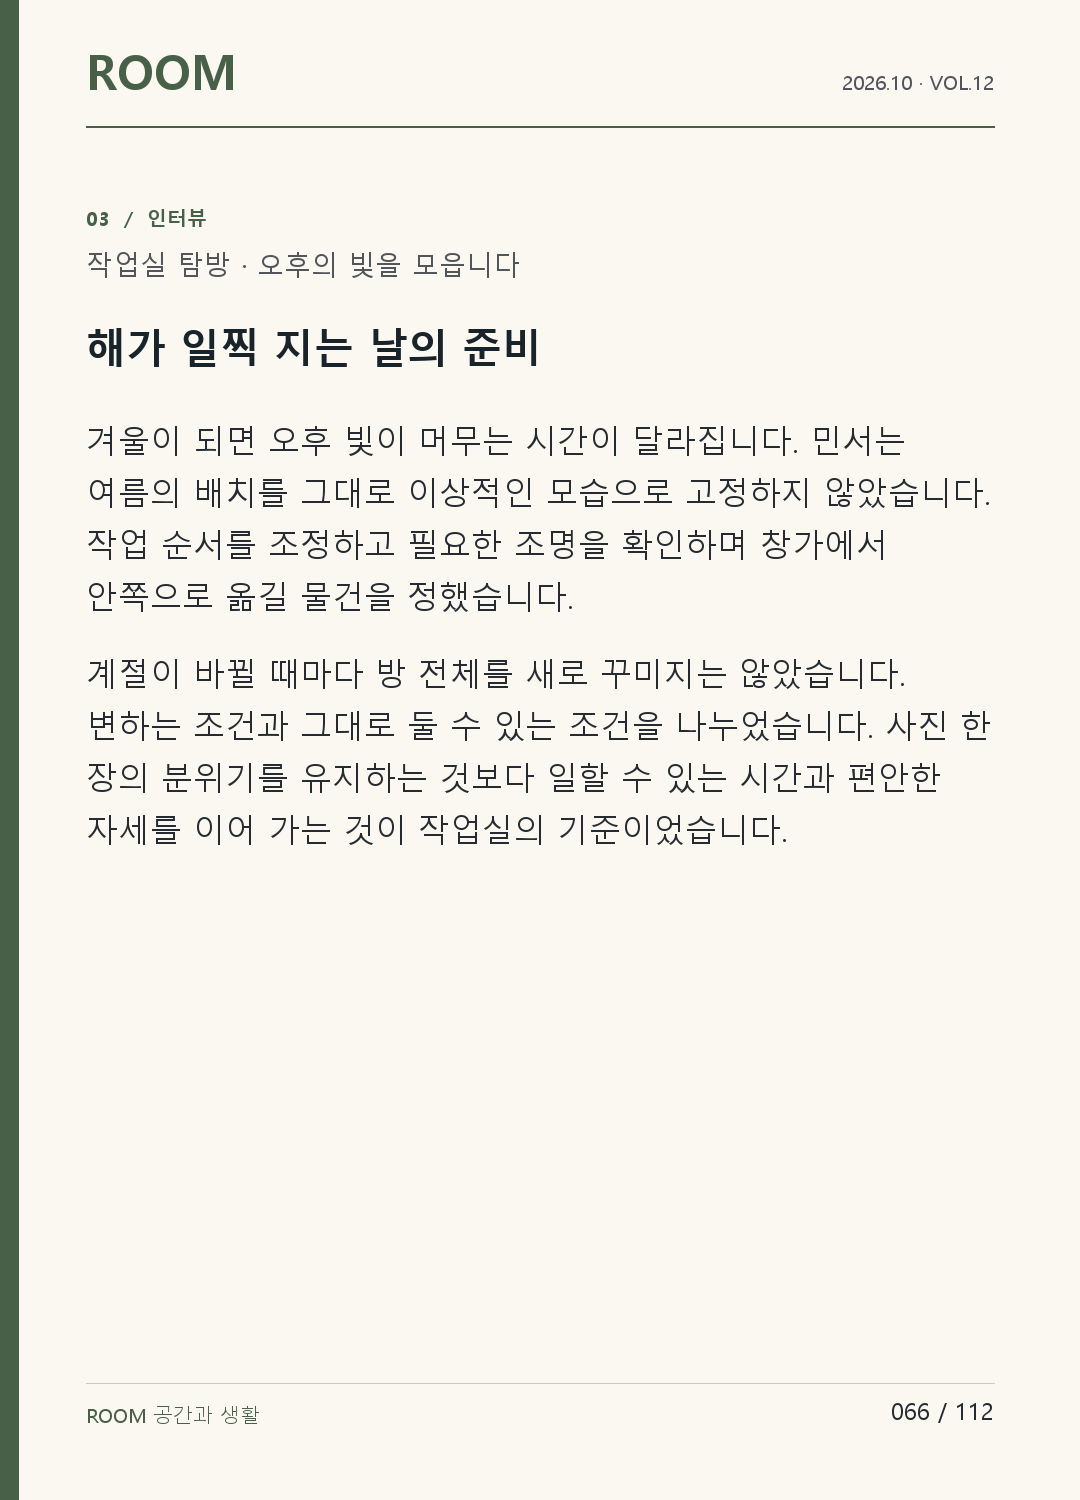 ROOM
2026.10 · VOL.12
03 / 인터뷰
작업실 탐방 · 오후의 빛을 모읍니다
해가 일찍 지는 날의 준비
겨울이 되면 오후 빛이 머무는 시간이 달라집니다. 민서는
여름의 배치를 그대로 이상적인 모습으로 고정하지 않았습니다.
작업 순서를 조정하고 필요한 조명을 확인하며 창가에서
안쪽으로 옮길 물건을 정했습니다.
계절이 바뀔 때마다 방 전체를 새로 꾸미지는 않았습니다.
변하는 조건과 그대로 둘 수 있는 조건을 나누었습니다. 사진 한
장의 분위기를 유지하는 것보다 일할 수 있는 시간과 편안한
자세를 이어 가는 것이 작업실의 기준이었습니다.
ROOM 공간과 생활
066 / 112